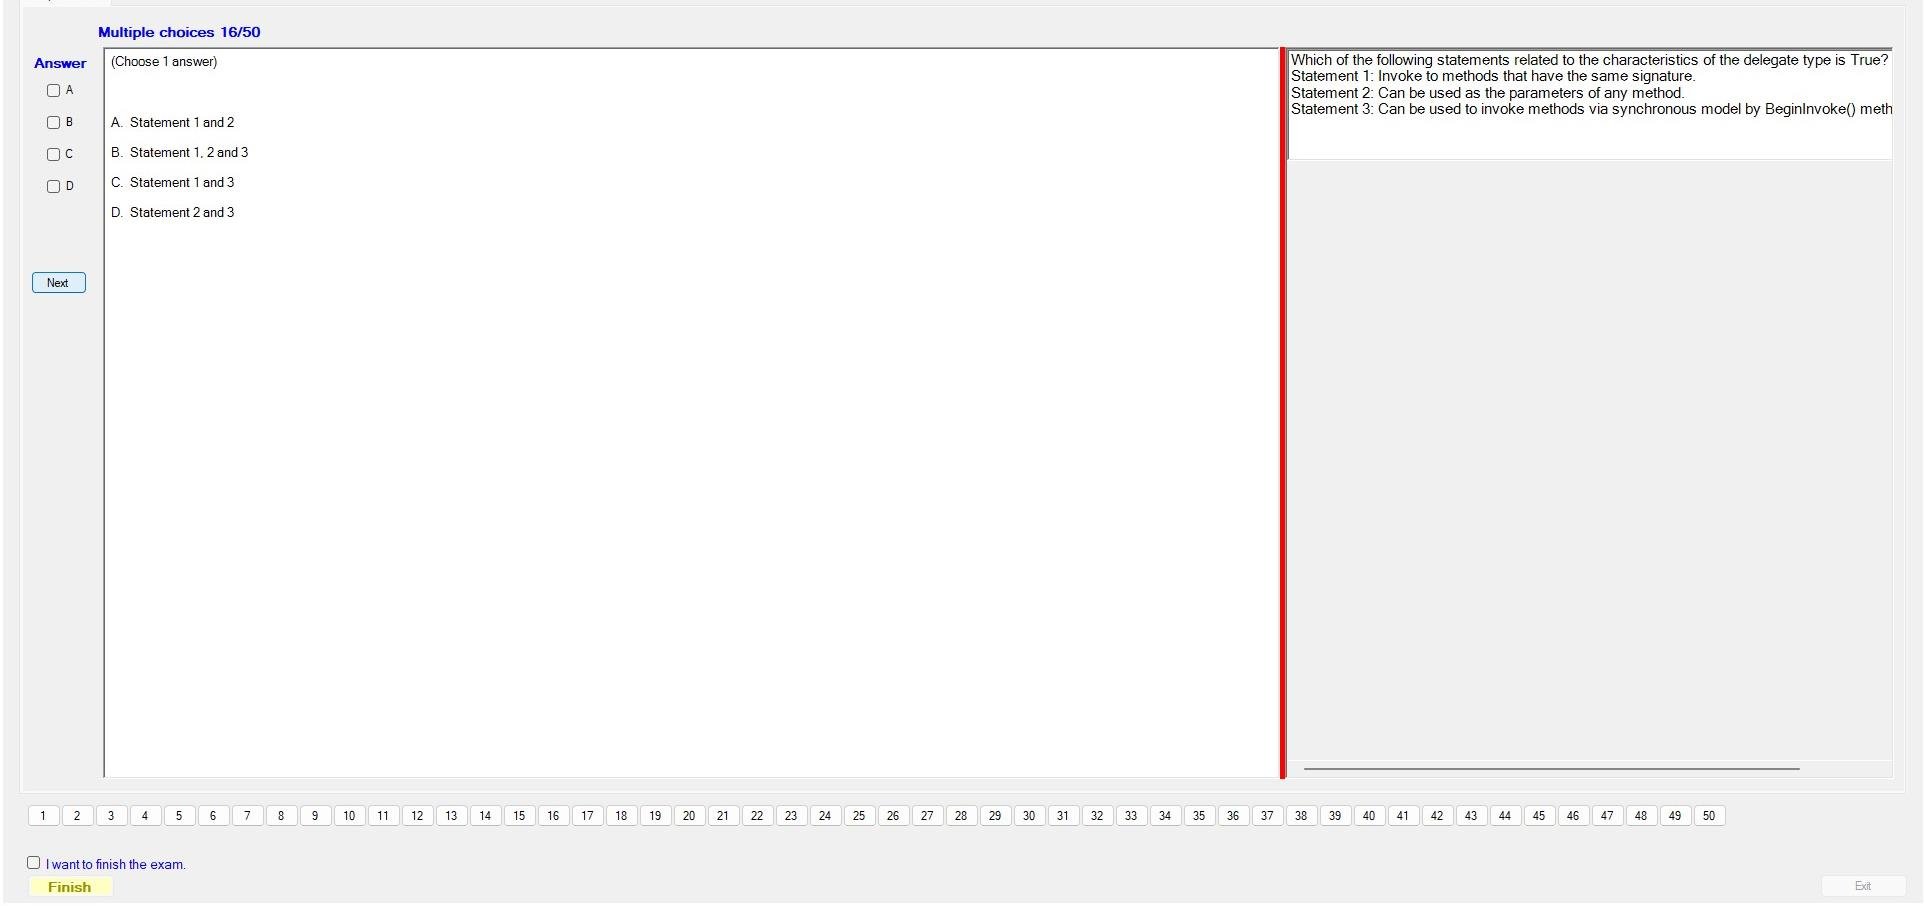 Multiple choices 16/50
Answer
(Choose 1 answer)
A
B
C
D
A. Statement 1 and 2
B. Statement 1, 2 and 3
C. Statement 1 and 3
D. Statement 2 and 3
Next
Which of the following statements related to the characteristics of the delegate type is True?
Statement 1: Invoke to methods that have the same signature.
Statement 2: Can be used as the parameters of any method.
Statement 3: Can be used to invoke methods via synchronous model by BeginInvoke() meth
1 2 3 4 5 6 7 8 9 10 11 12 13 14 15 16 17 18 19 20 21 22 23 24 25 26 27 28 29 30 31 32 33 34 35 36 37 38 39 40 41 42 43 44 45 46 47 48 49 50
I want to finish the exam.
Finish
Exit